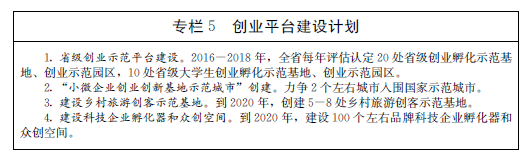 专栏 5 创业平台建设计划
1. 省级创业示范平台建设。2016－2018 年，全省每年评估认定 20 处省级创业孵化示范基
地、创业示范园区，10 处省级大学生创业孵化示范基地、创业示范园区。
2. “小微企业创业创新基地示范城市”创建。力争 2 个左右城市入围国家示范城市。
3. 建设乡村旅游创客示范基地。到 2020 年，创建 5－8 处乡村旅游创客示范基地。
4. 建设科技企业孵化器和众创空间。到 2020 年，建设 100 个左右品牌科技企业孵化器和
众创空间。